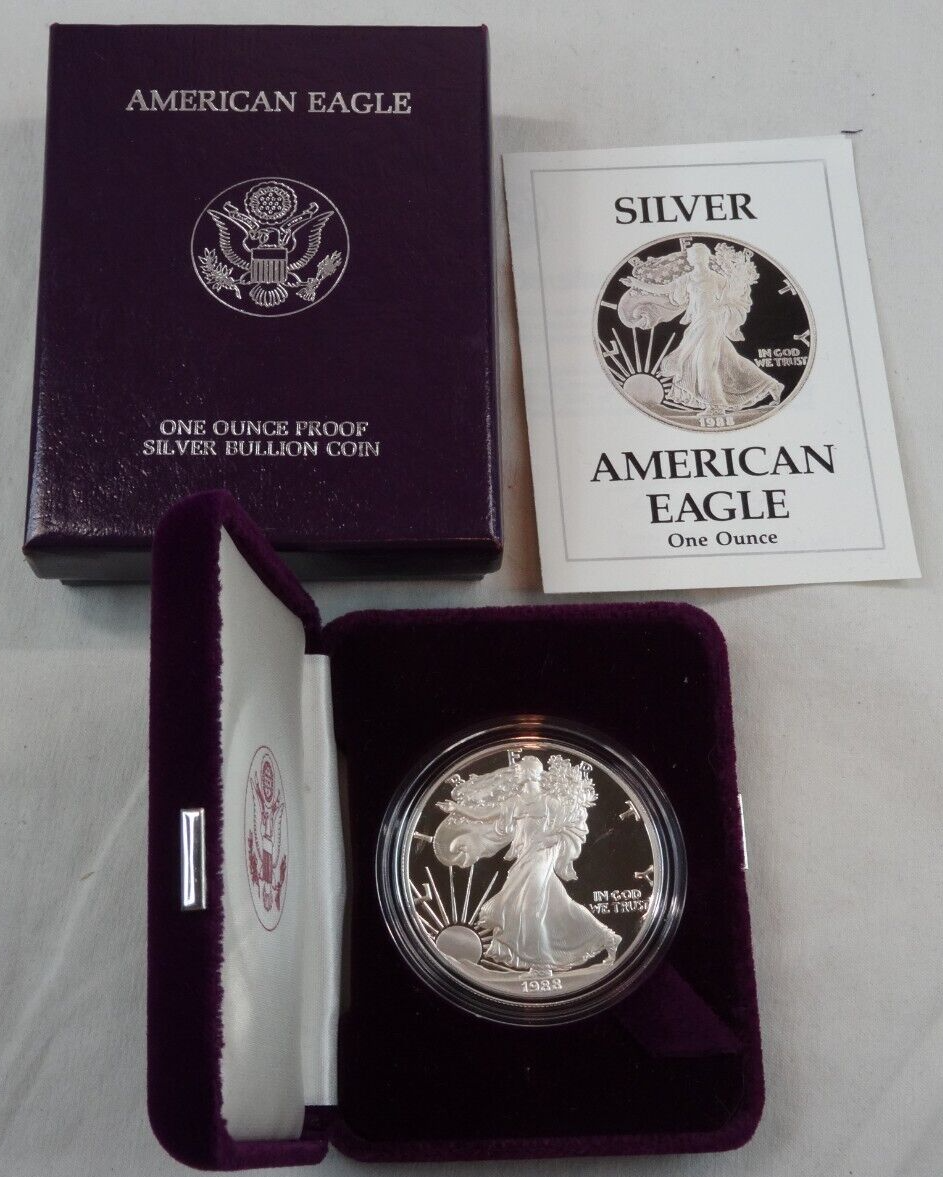 AMERICAN EAGLE
ONE OUNCE PROOF
SILVER BULLION COIN
SILVER
LIBERTY
IN GOD
WE TRUST
1988
AMERICAN
EAGLE
One Ounce
LIBERTY
IN GOD
WE TRUST
1988